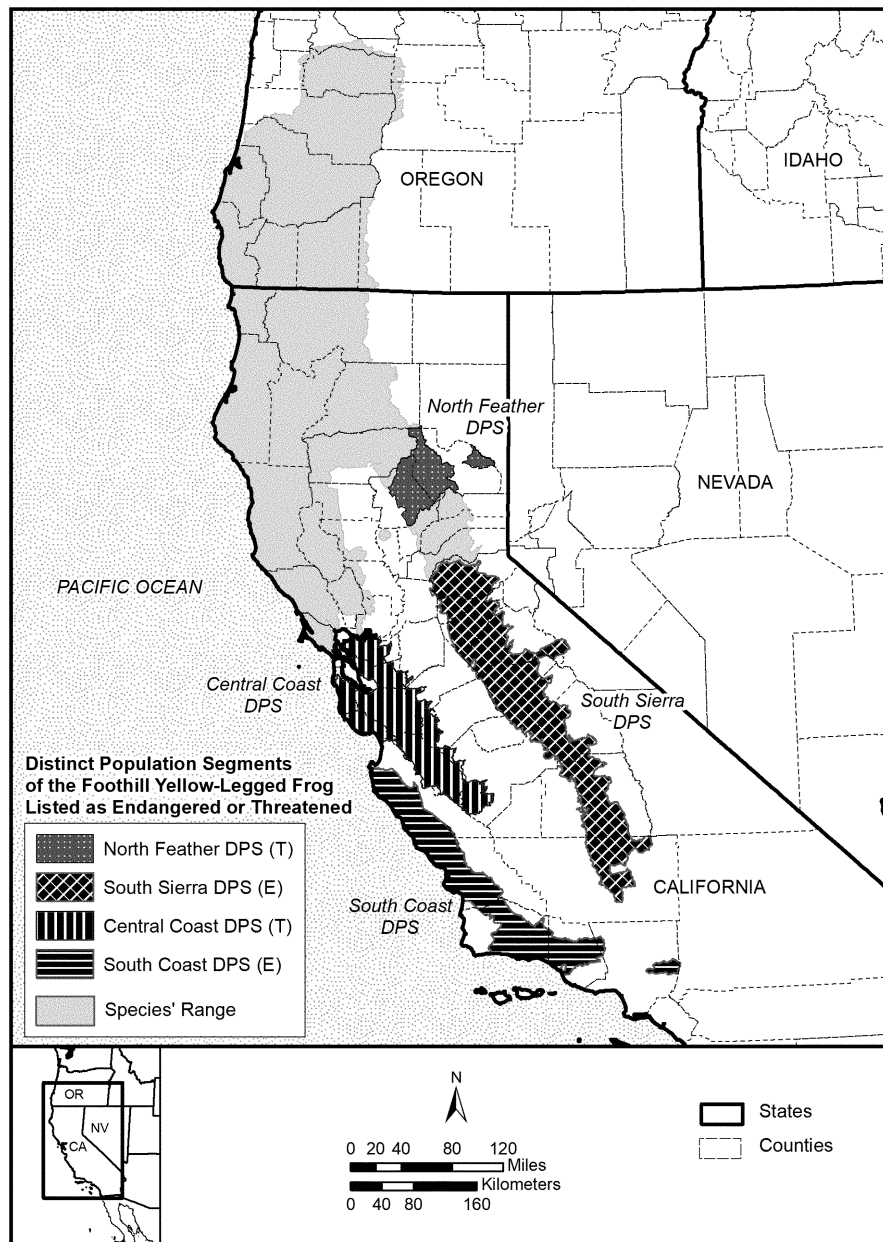 OREGON
IDAHO
North Feather
DPS
NEVADA
PACIFIC OCEAN
Central Coast
DPS
South Sierra
DPS
Distinct Population Segments
of the Foothill Yellow-Legged Frog
Listed as Endangered or Threatened
North Feather DPS (T)
South Sierra DPS (E)
Central Coast DPS (T)
South Coast DPS (E)
Species' Range
CALIFORNIA
South Coast
DPS
OR
NV
CA
N
0 20 40 80 120
Miles
Kilometers
0 40 80 160
States
Counties